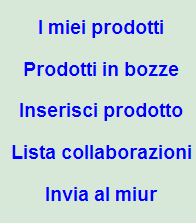 I miei prodotti
Prodotti in bozze
Inserisci prodotto
Lista collaborazioni
Invia al miur